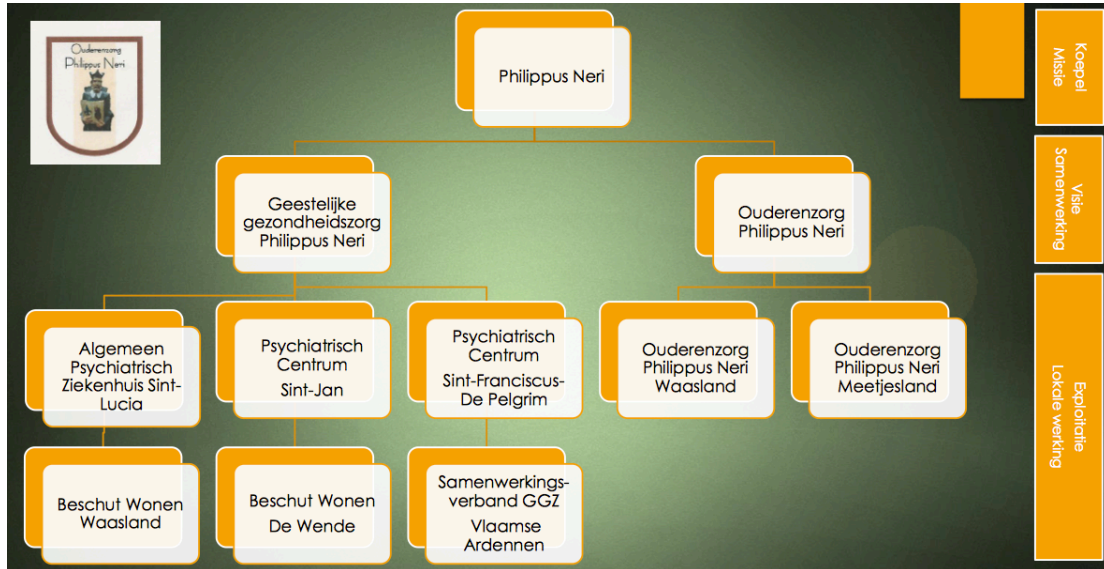 Ouderenzorg
Philippus Neri
Philippus Neri
Koepel
Missie
Geestelijke
gezondheidszorg
Philippus Neri
Ouderenzorg
Philippus Neri
Visie
Samenwerking
Algemeen
Psychiatrisch
Ziekenhuis Sint-
Lucia
Psychiatrisch
Centrum
Sint-Jan
Psychiatrisch
Centrum
Sint-Franciscus-
De Pelgrim
Ouderenzorg
Philippus Neri
Waasland
Ouderenzorg
Philippus Neri
Meetjesland
Exploitatie
Lokale werking
Beschut Wonen
Waasland
Beschut Wonen
De Wende
Samenwerkings-
verband GGZ
Vlaamse
Ardennen